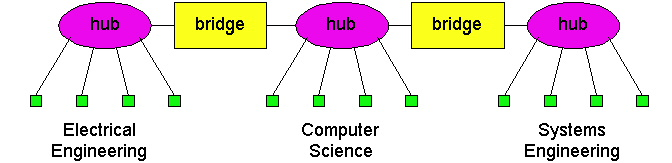 hub bridge hub bridge hub
Electrical Computer Systems
Engineering Science Engineering